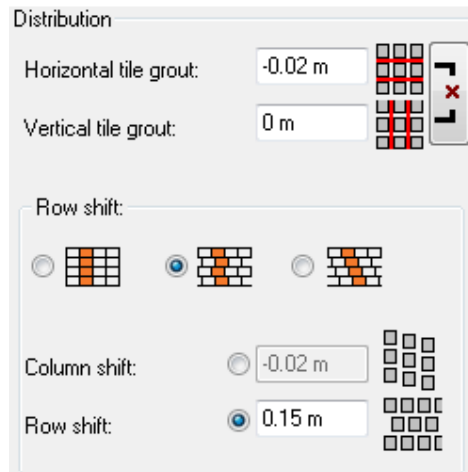 Distribution
Horizontal tile grout: -0.02 m
Vertical tile grout: 0 m
Row shift:
Column shift: -0.02 m
Row shift: 0.15 m